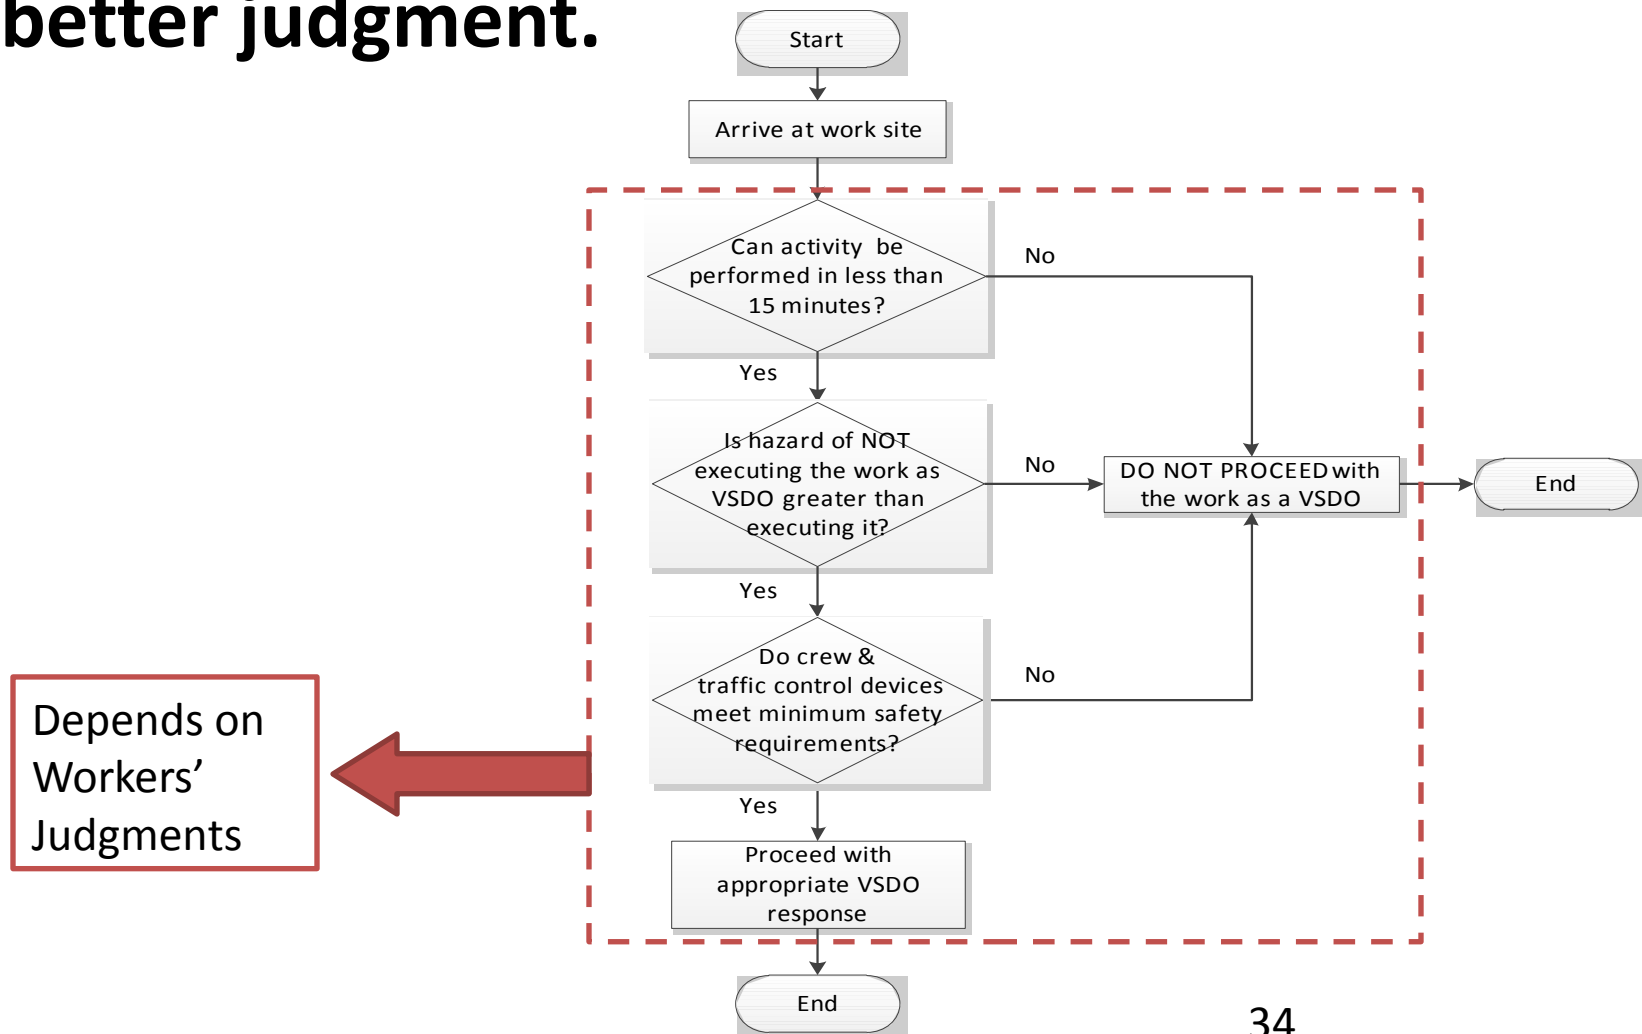 better judgment.
Start
Arrive at work site
Can activity be
performed in less than
15 minutes?
No
Yes
Is hazard of NOT
executing the work as
VSDO greater than
executing it?
No
DO NOT PROCEED with
the work as a VSDO
End
Yes
Do crew &
traffic control devices
meet minimum safety
requirements?
No
Depends on
Workers’
Judgments
Yes
Proceed with
appropriate VSDO
response
End
34